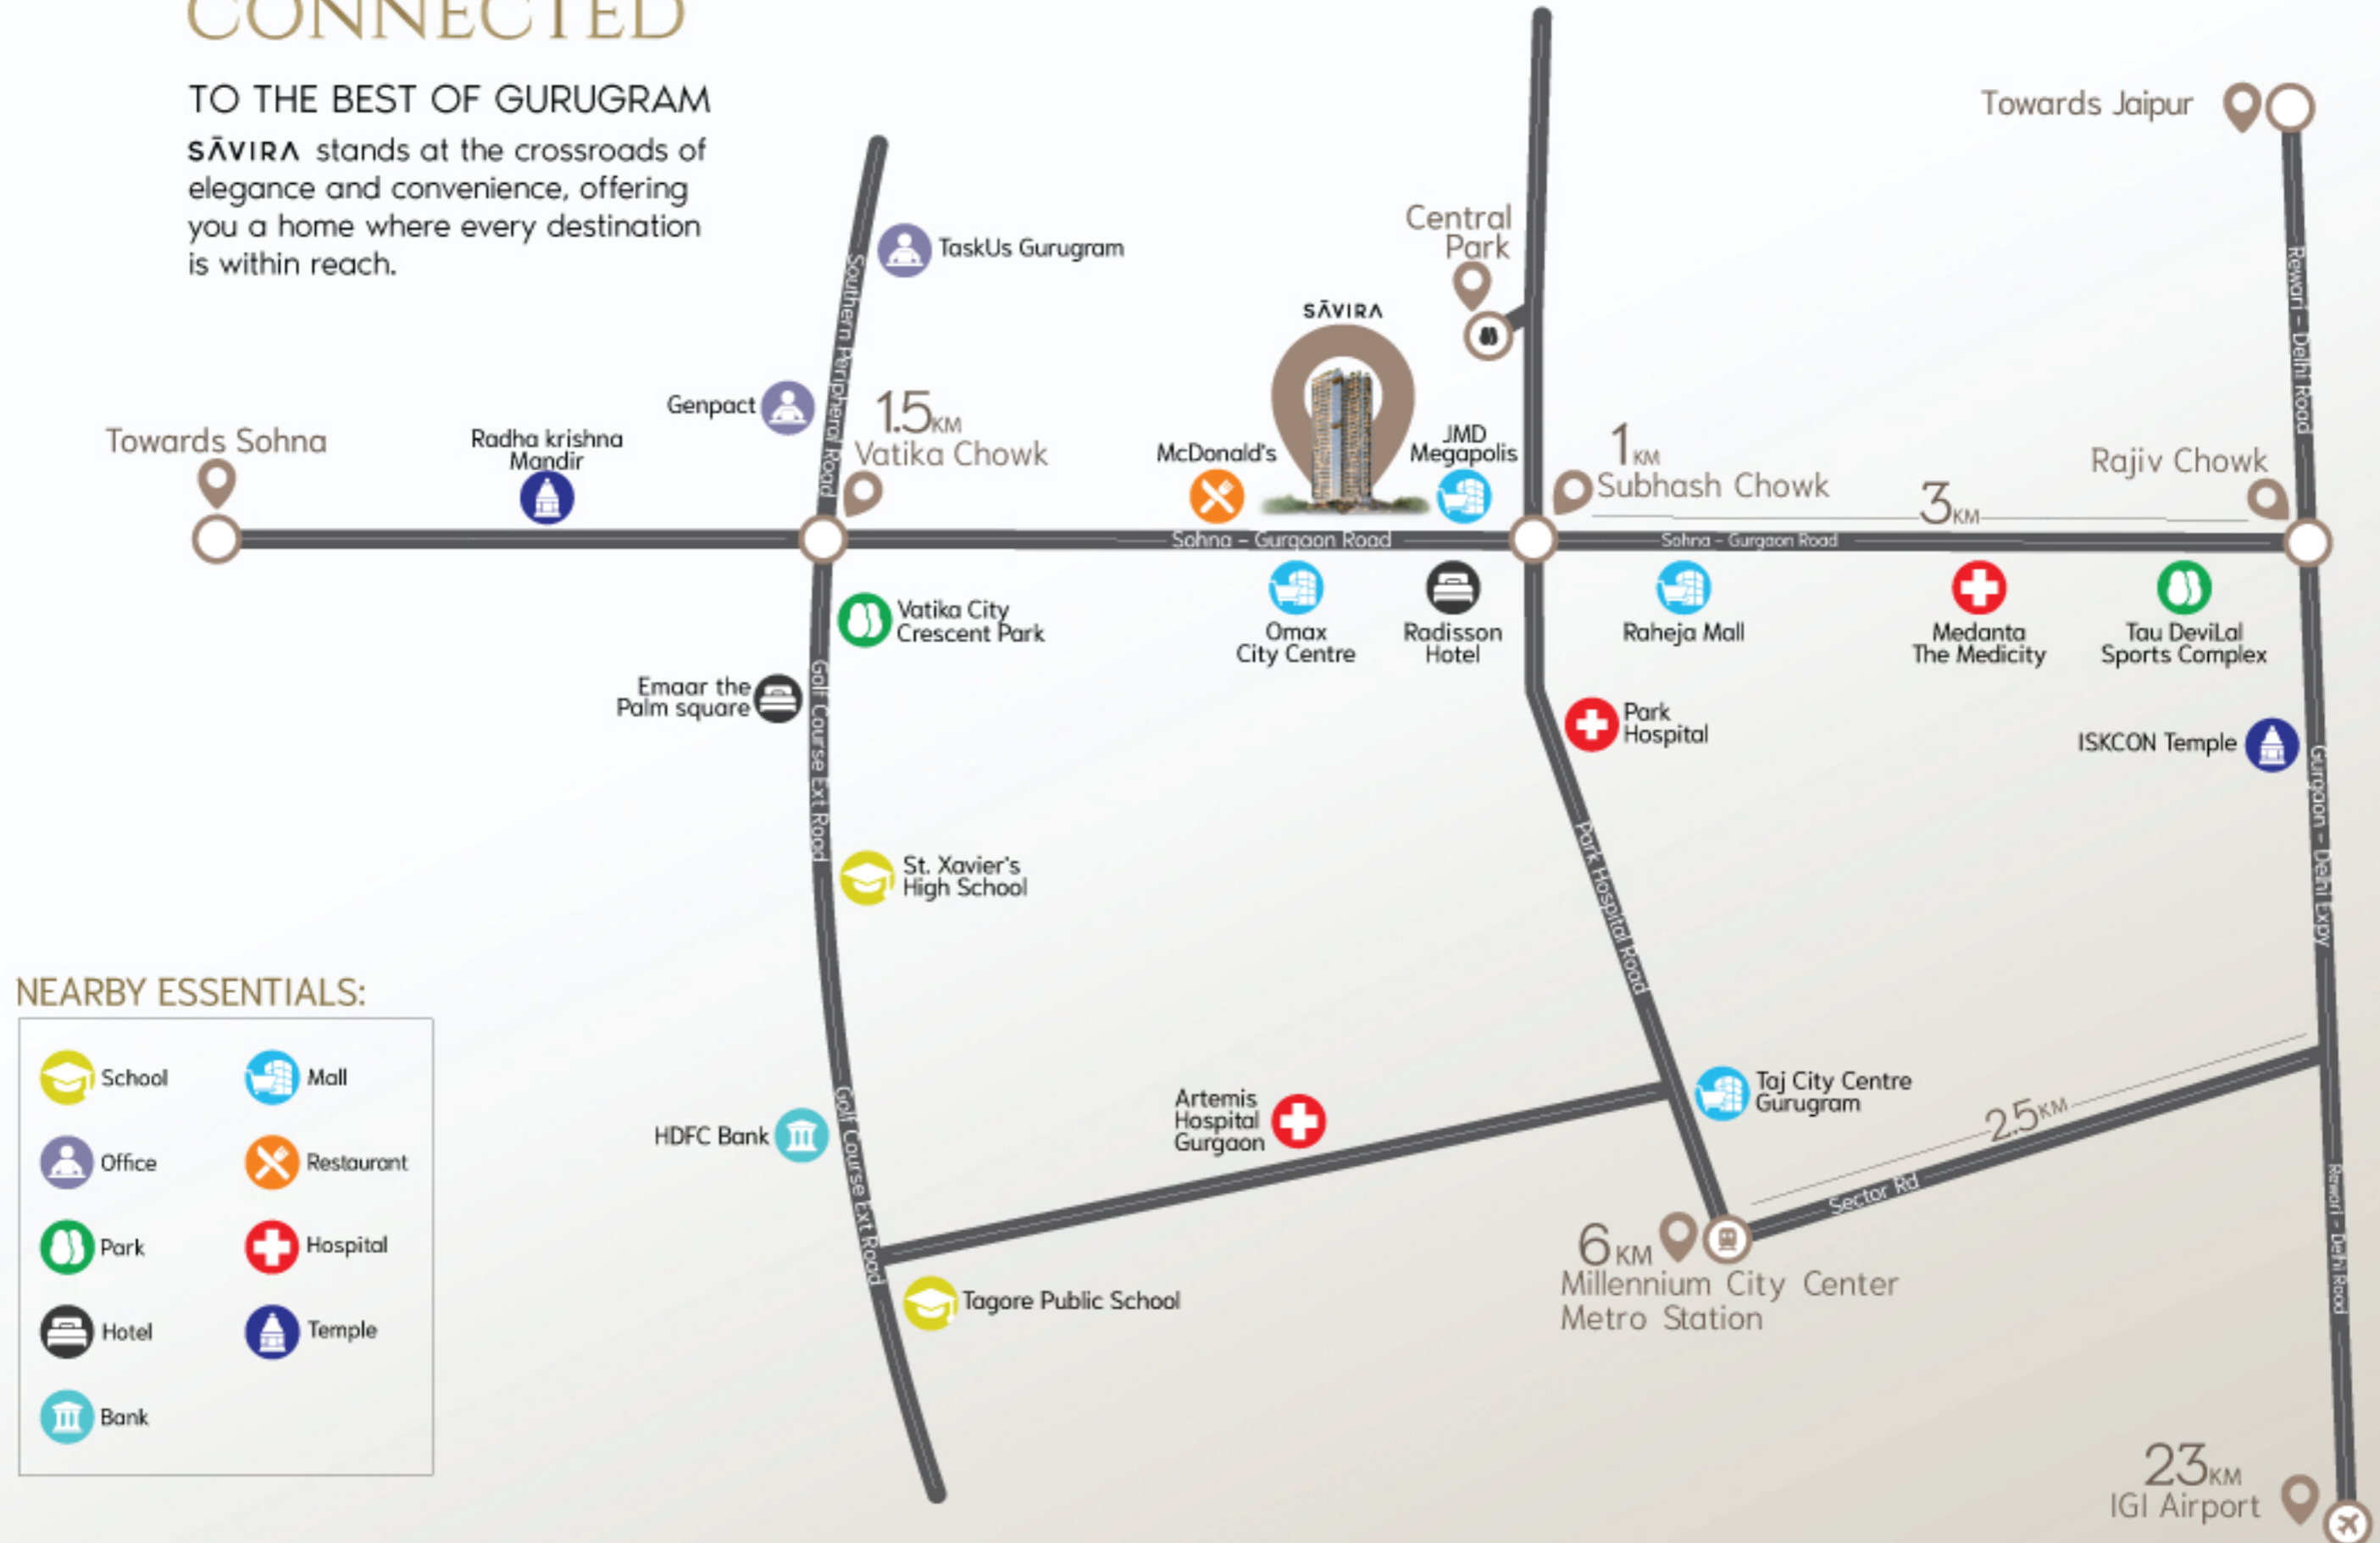 CONNECTED
TO THE BEST OF GURUGRAM
SĀVIRA stands at the crossroads of
elegance and convenience, offering
you a home where every destination
is within reach.
Towards Jaipur
Central
Park
TaskUs Gurugram
Southern Peripheral Road
Rewari - Delhi Road
SĀVIRA
Genpact
1.5KM
Vatika Chowk
Towards Sohna
Radha krishna
Mandir
McDonald's
JMD
Megapolis
1KM
Subhash Chowk
3KM
Rajiv Chowk
Sohna - Gurgaon Road
Sohna - Gurgaon Road
Vatika City
Crescent Park
Omax
City Centre
Radisson
Hotel
Raheja Mall
Medanta
The Medicity
Tau DeviLal
Sports Complex
Emaar the
Palm square
Golf Course Ext Road
Park
Hospital
ISKCON Temple
Gurgaon - Delhi Expy
St. Xavier's
High School
Park Hospital Road
NEARBY ESSENTIALS:
School
Mall
Office
Restaurant
Park
Hospital
Hotel
Temple
Bank
HDFC Bank
Golf Course Ext Road
Artemis
Hospital
Gurgaon
Taj City Centre
Gurugram
2.5KM
Sector Rd
Rewari - Delhi Road
6KM
Millennium City Center
Metro Station
Tagore Public School
23KM
IGI Airport